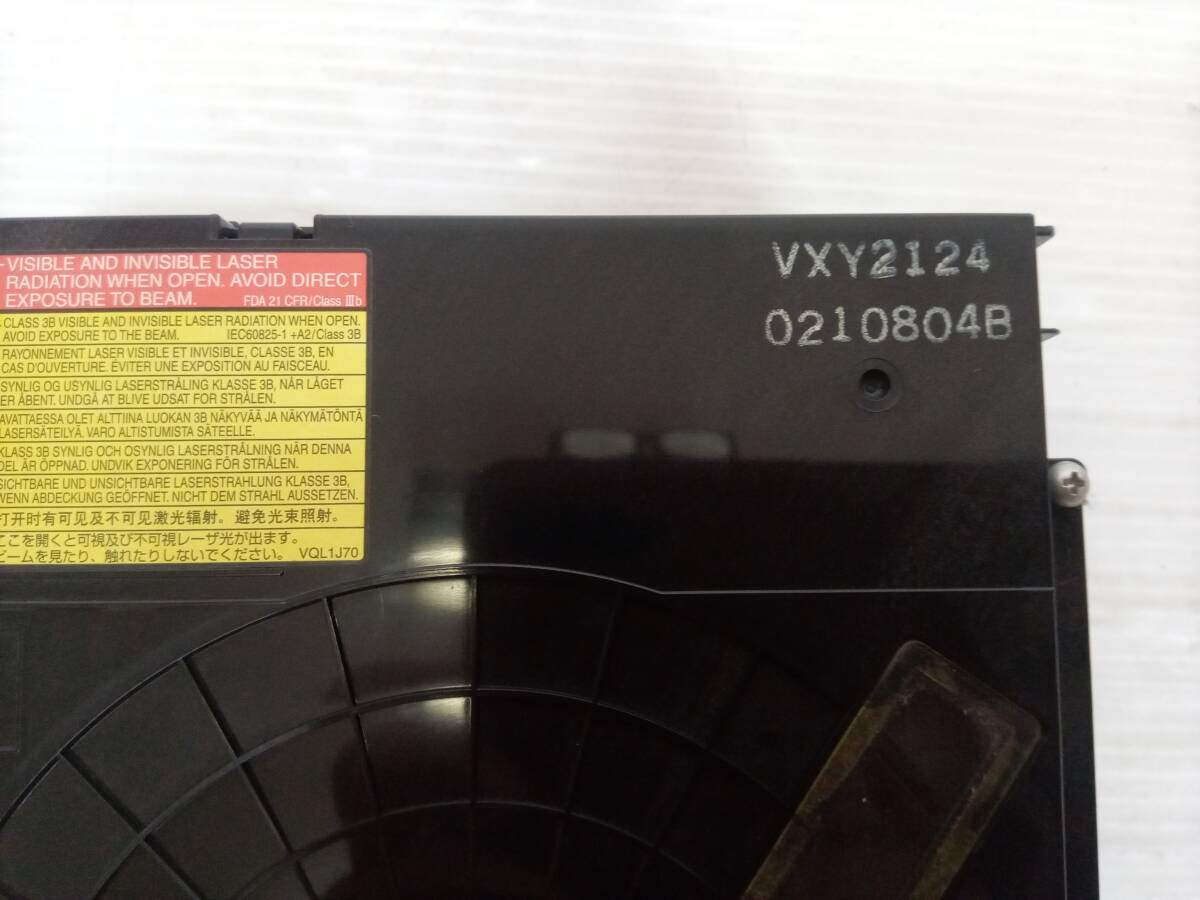 -VISIBLE AND INVISIBLE LASER
RADIATION WHEN OPEN. AVOID DIRECT
EXPOSURE TO BEAM. FDA 21 CFR/Class Ⅲb
CLASS 3B VISIBLE AND INVISIBLE LASER RADIATION WHEN OPEN.
AVOID EXPOSURE TO THE BEAM. IEC60825-1 +A2/Class 3B
RAYONNEMENT LASER VISIBLE ET INVISIBLE, CLASSE 3B, EN
CAS D'OUVERTURE. ÉVITER UNE EXPOSITION AU FAISCEAU.
SYNLIG OG USYNLIG LASERSTRÅLING KLASSE 3B, NÅR LÅGET
ER ÅBENT. UNDGÅ AT BLIVE UDSAT FOR STRÅLEN.
AVATTAESSA OLET ALTTIINA LUOKAN 3B NÄKYVÄÄ JA NÄKYMÄTÖNTÄ
LASERSÄTEILYÄ. VARO ALTISTUMISTA SÄTEELLE.
KLASS 3B SYNLIG OCH OSYNLIG LASERSTRÅLNING NÄR DENNA
DEL ÄR ÖPPNAD. UNDVIK EXPONERING FÖR STRÅLEN.
SICHTBARE UND UNSICHTBARE LASERSTRAHLUNG KLASSE 3B,
WENN ABDECKUNG GEÖFFNET. NICHT DEM STRAHL AUSSETZEN.
打开时有可见及不可见激光辐射。避免光束照射。
ここを開くと可視及び不可視レーザ光が出ます。
ビームを見たり、触れたりしないでください。 VQL1J70
VXY2124
0210804B